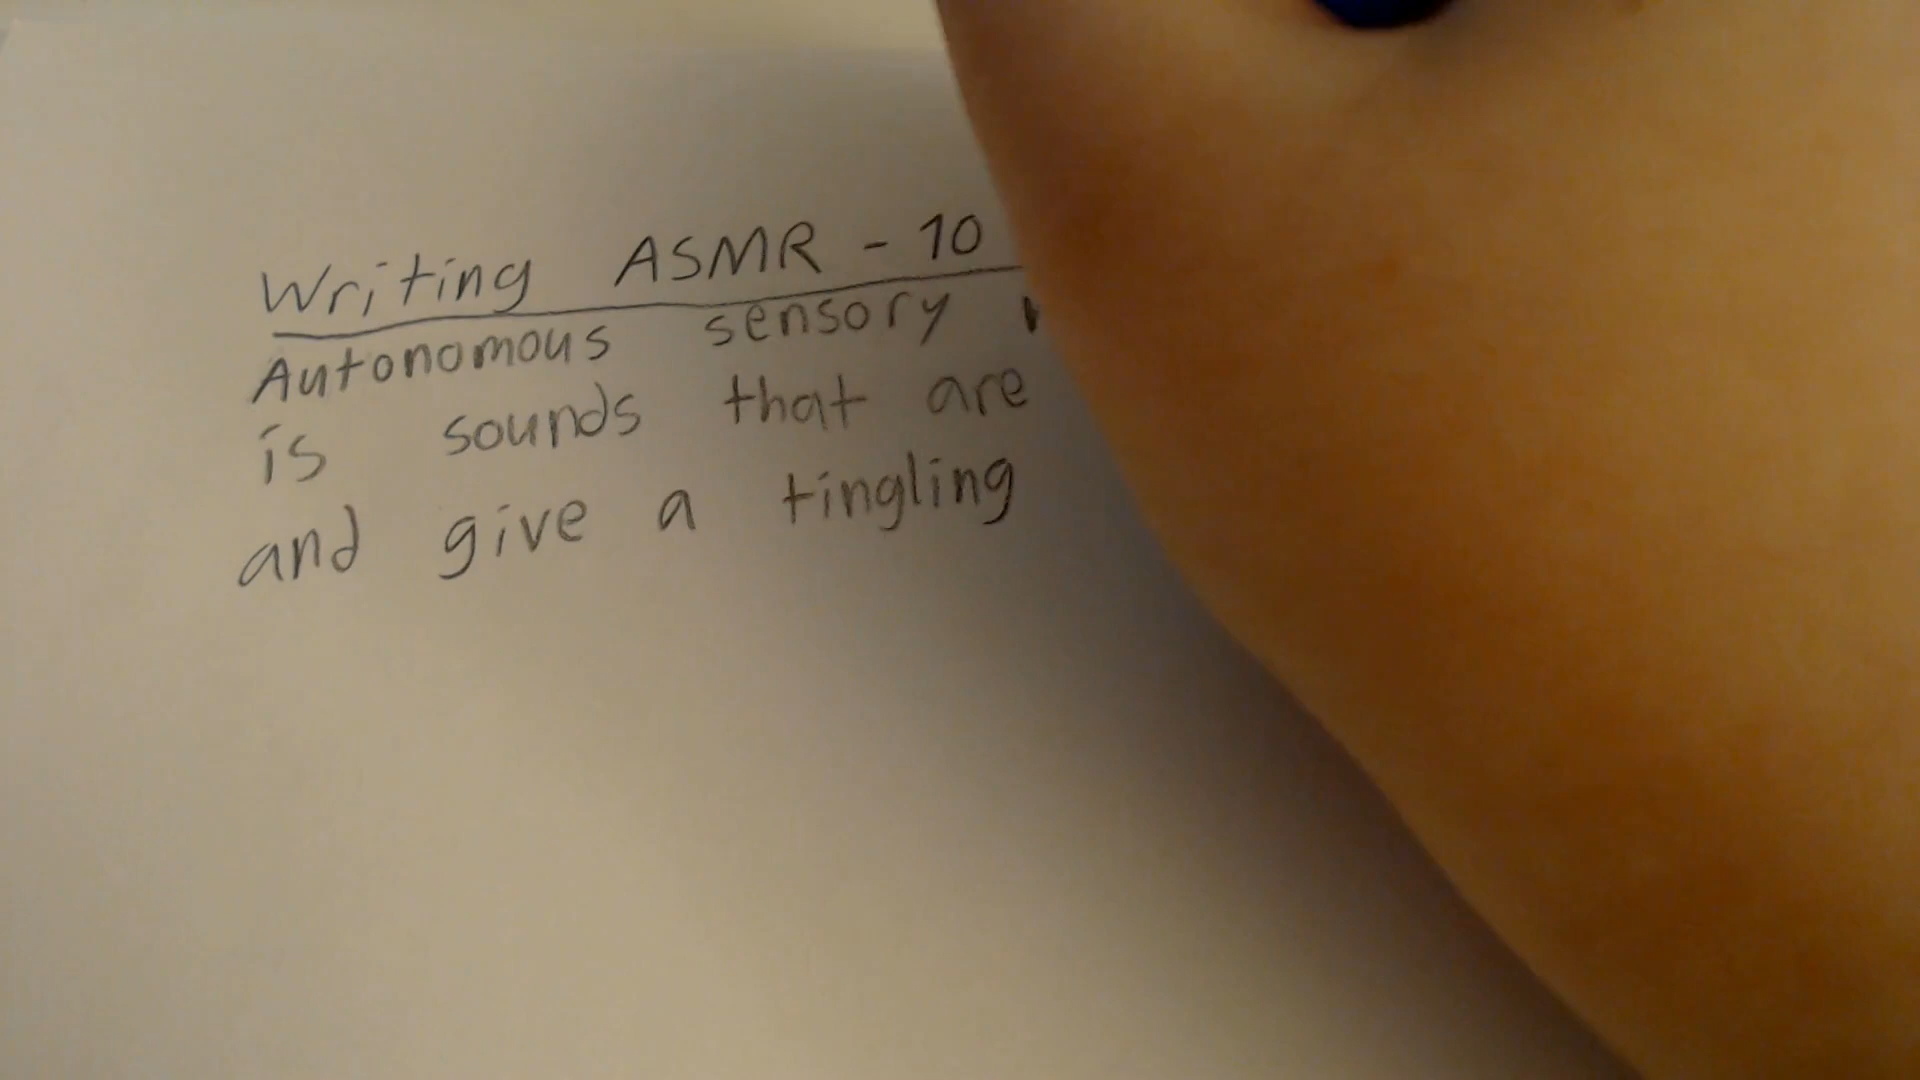 Writing ASMR - 10
Autonomous sensory
is sounds that are
and give a tingling